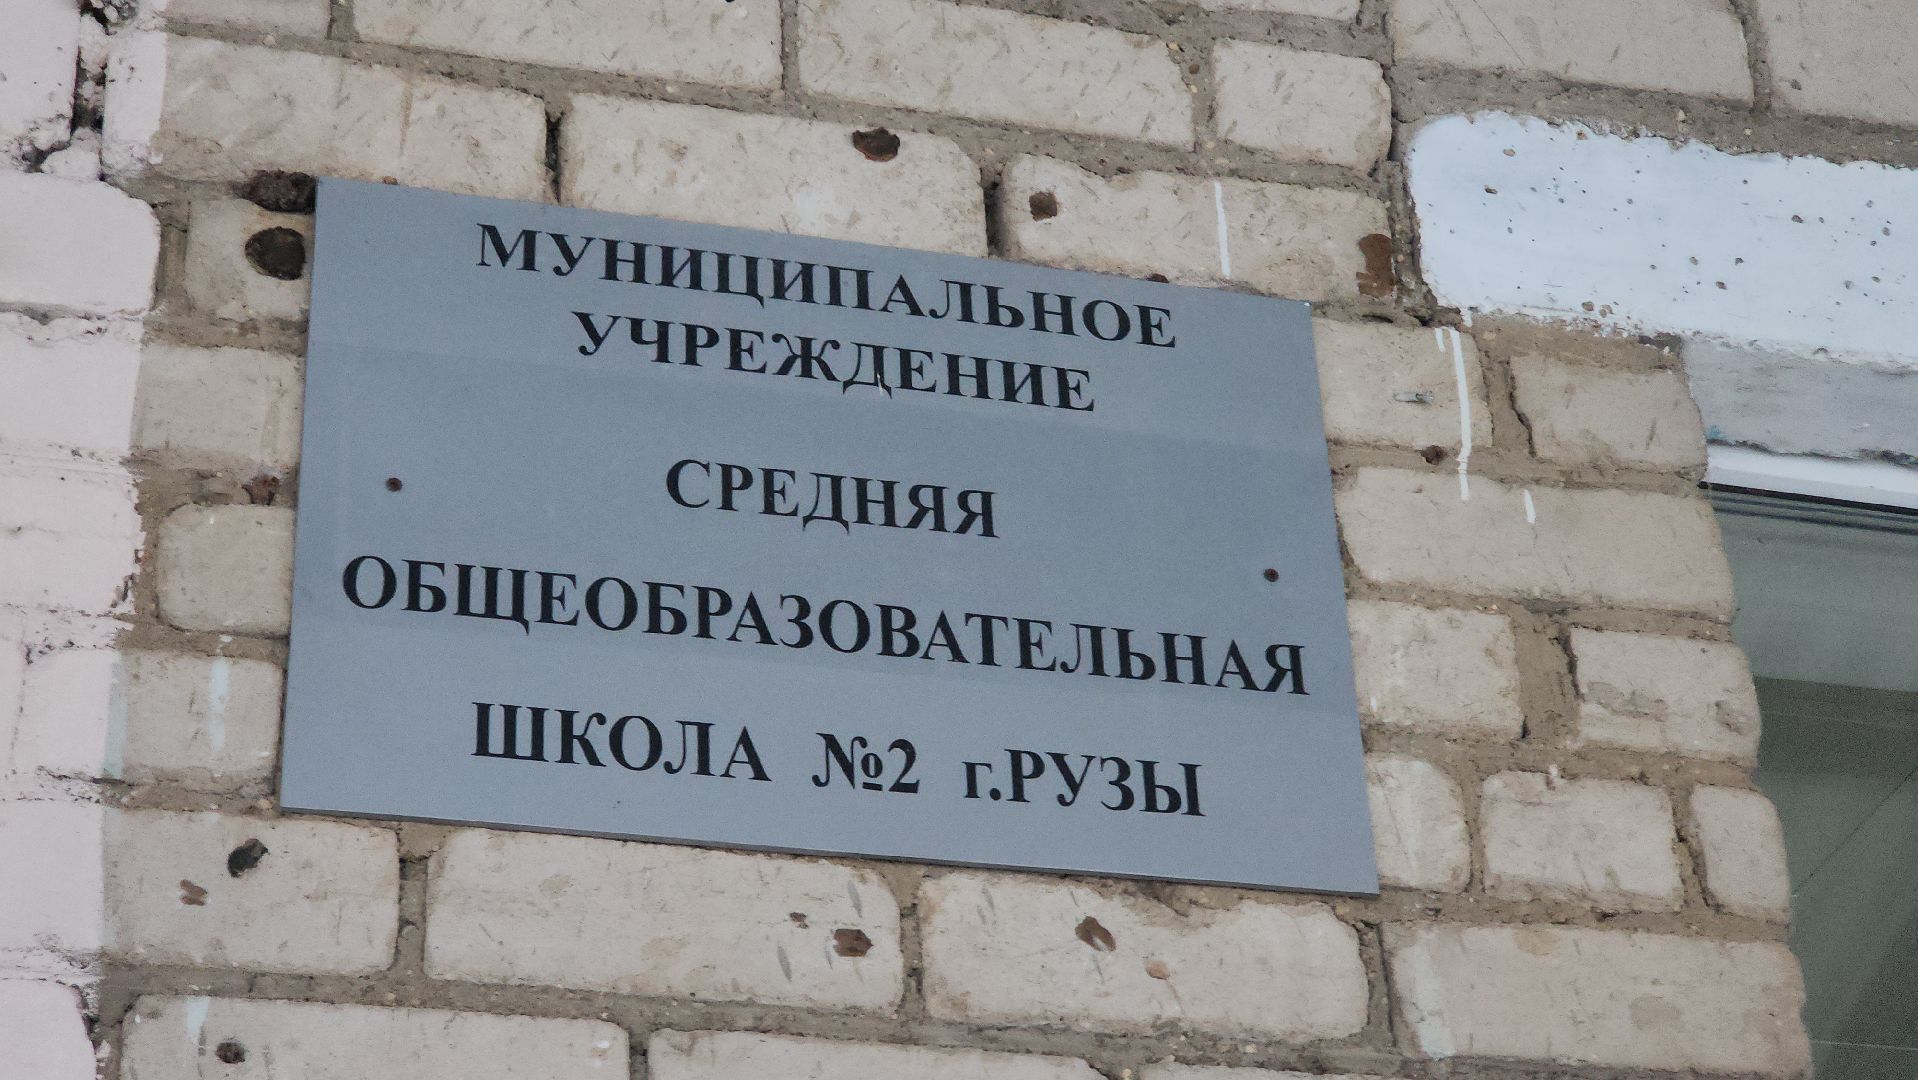 МУНИЦИПАЛЬНОЕ
УЧРЕЖДЕНИЕ
СРЕДНЯЯ
ОБЩЕОБРАЗОВАТЕЛЬНАЯ
ШКОЛА №2 г.РУЗЫ